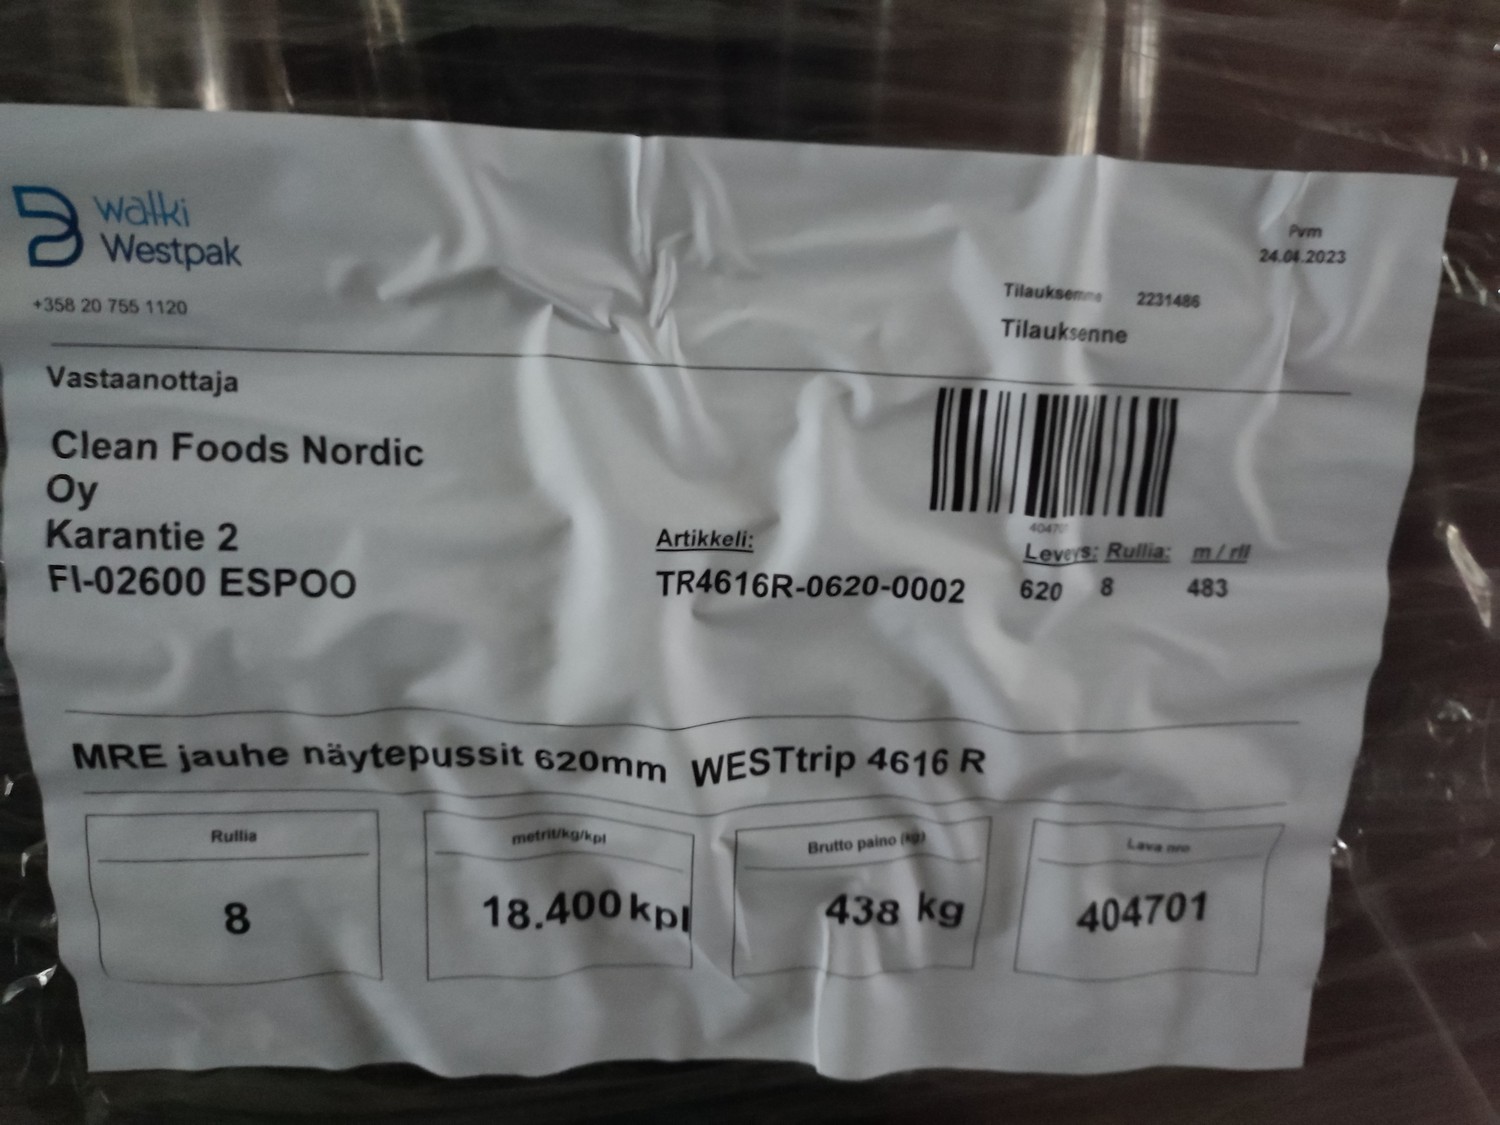 walki
Westpak
+358 20 755 1120
Pvm
24.04.2023
Tilauksemme 2231486
Tilauksenne
Vastaanottaja
Clean Foods Nordic
Oy
Karantie 2
FI-02600 ESPOO
404701
Artikkeli: Leveys: Rullia: m / rll
TR4616R-0620-0002 620 8 483
MRE jauhe näytepussit 620mm WESTtrip 4616 R
Rullia metrit/kg/kpl Brutto paino (kg) Lava nro
8 18.400 kpl 438 kg 404701